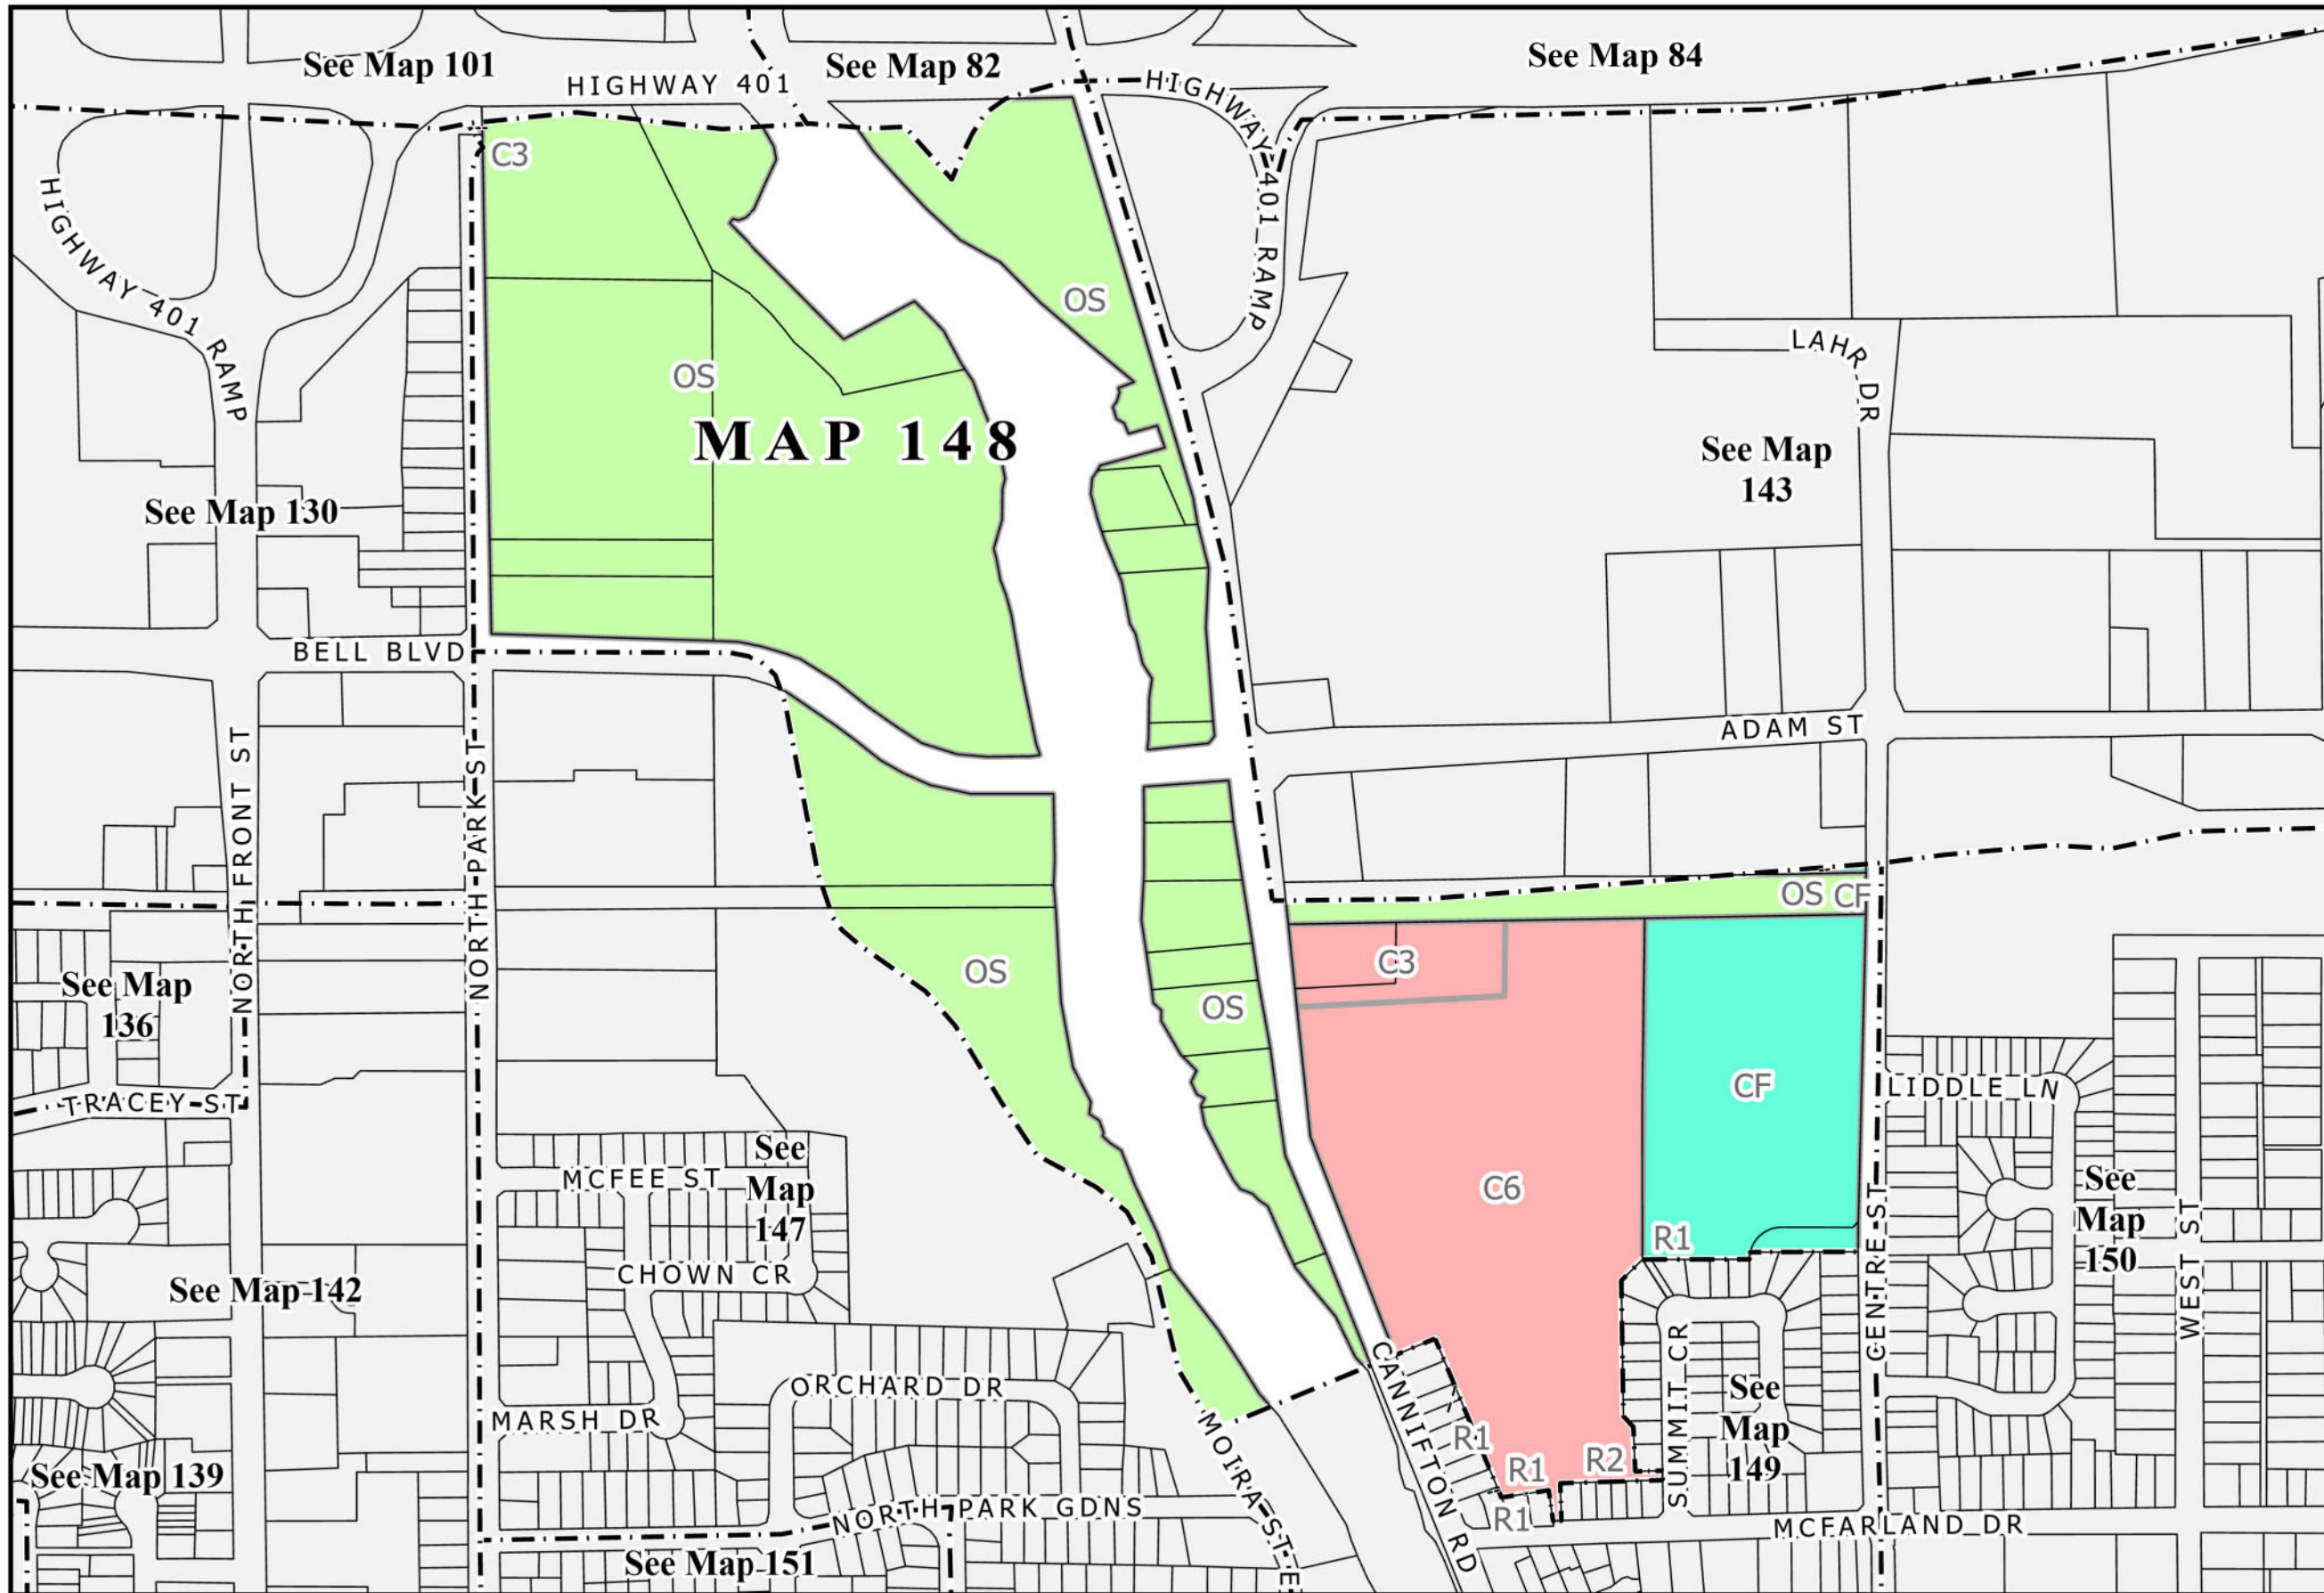 See Map 101
See Map 82
See Map 84
HIGHWAY 401
HIGHWAY 401 RAMP
HIGHWAY 401 RAMP
C3
OS
LAHR DR
OS
MAP 148
See Map
143
See Map 130
BELL BLVD
ADAM ST
NORTH FRONT ST
NORTH PARK ST
OS CF
C3
OS
See Map
136
OS
CF
LIDDLE LN
TRACEY ST
See
Map
147
MCFEE ST
C6
See
Map
150
R1
CENTRE ST
WEST ST
CHOWN CR
See Map 142
ORCHARD DR
CANNIFTON RD
SUMMIT CR
See
Map
149
MARSH DR
MOIRA ST E
R1
R1
R2
See Map 139
NORTH PARK GDNS
R1
MCFARLAND DR
See Map 151